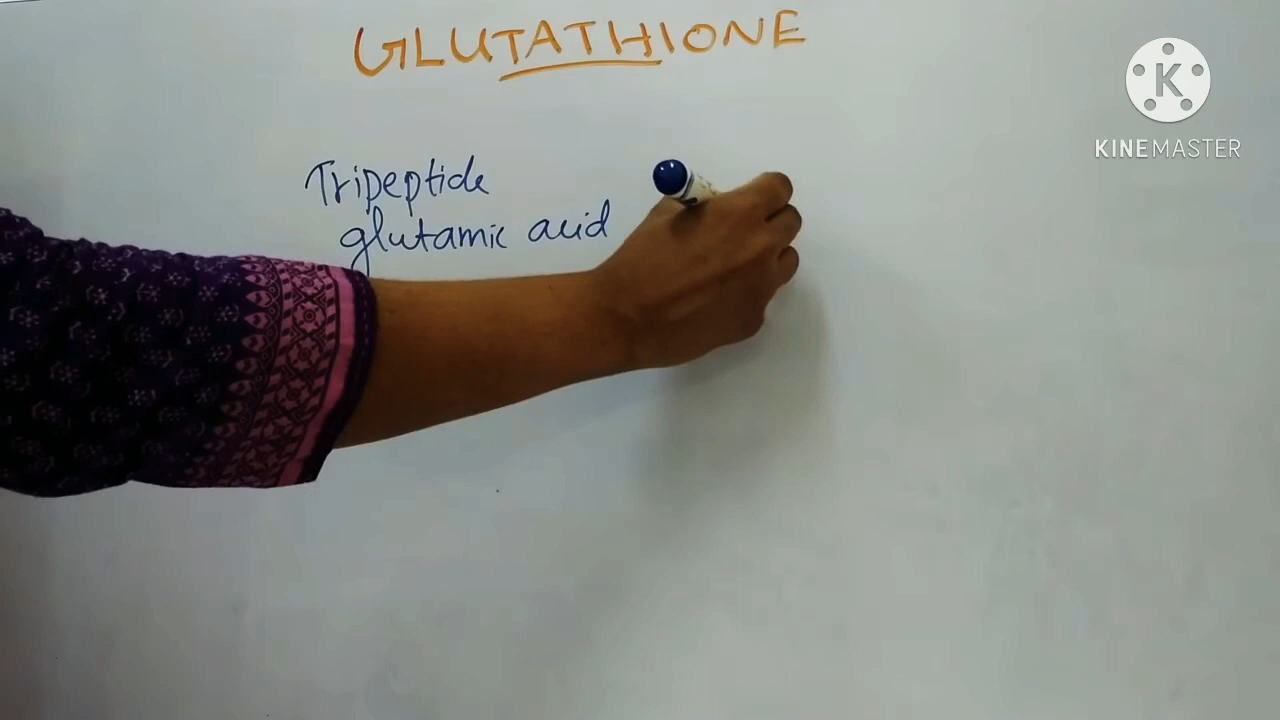 GLUTATHIONE
K
KINEMASTER
Tripeptide
glutamic acid